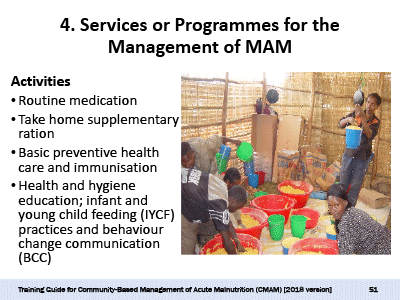 4. Services or Programmes for the
Management of MAM
Activities
• Routine medication
• Take home supplementary
ration
• Basic preventive health
care and immunisation
• Health and hygiene
education; infant and
young child feeding (IYCF)
practices and behaviour
change communication
(BCC)
Training Guide for Community-Based Management of Acute Malnutrition (CMAM) [2018 version]
51